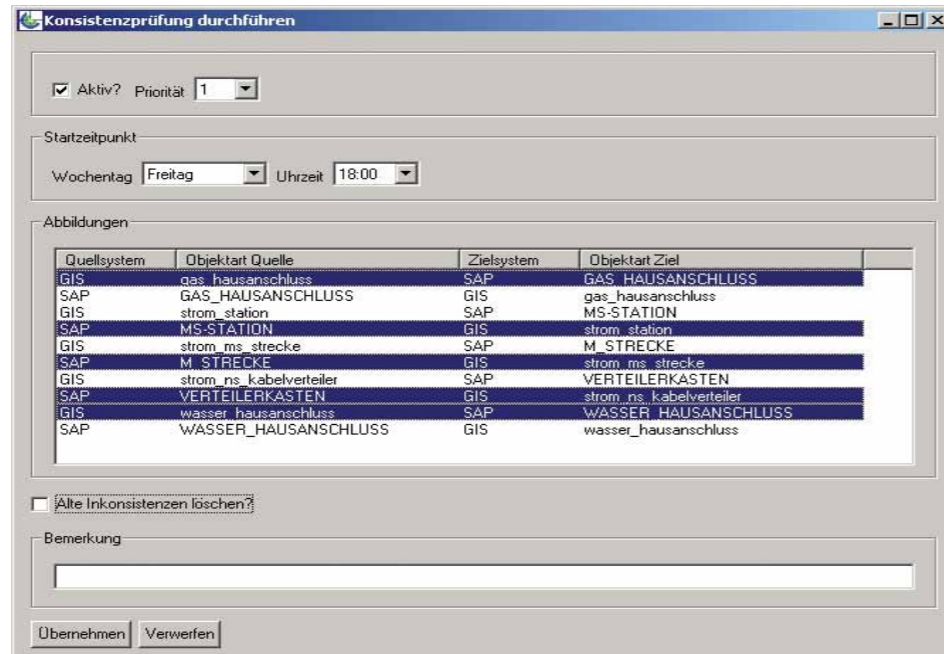 Konsistenzprüfung durchführen
Aktiv? Priorität 1
Startzeitpunkt
Wochentag Freitag Uhrzeit 18:00
Abbildungen
Quellsystem Objektart Quelle Zielsystem Objektart Ziel
GIS gas_hausanschluss SAP GAS_HAUSANSCHLUSS
SAP GAS_HAUSANSCHLUSS GIS gas_hausanschluss
GIS strom_station SAP MS-STATION
SAP MS-STATION GIS strom_station
GIS strom_ms_strecke SAP M_STRECKE
SAP M_STRECKE GIS strom_ms_strecke
GIS strom_ns_kabelverteiler SAP VERTEILERKASTEN
SAP VERTEILERKASTEN GIS strom_ns_kabelverteiler
GIS wasser_hausanschluss SAP WASSER_HAUSANSCHLUSS
SAP WASSER_HAUSANSCHLUSS GIS wasser_hausanschluss
Alte Inkonsistenzen löschen?
Bemerkung
Übernehmen Verwerfen